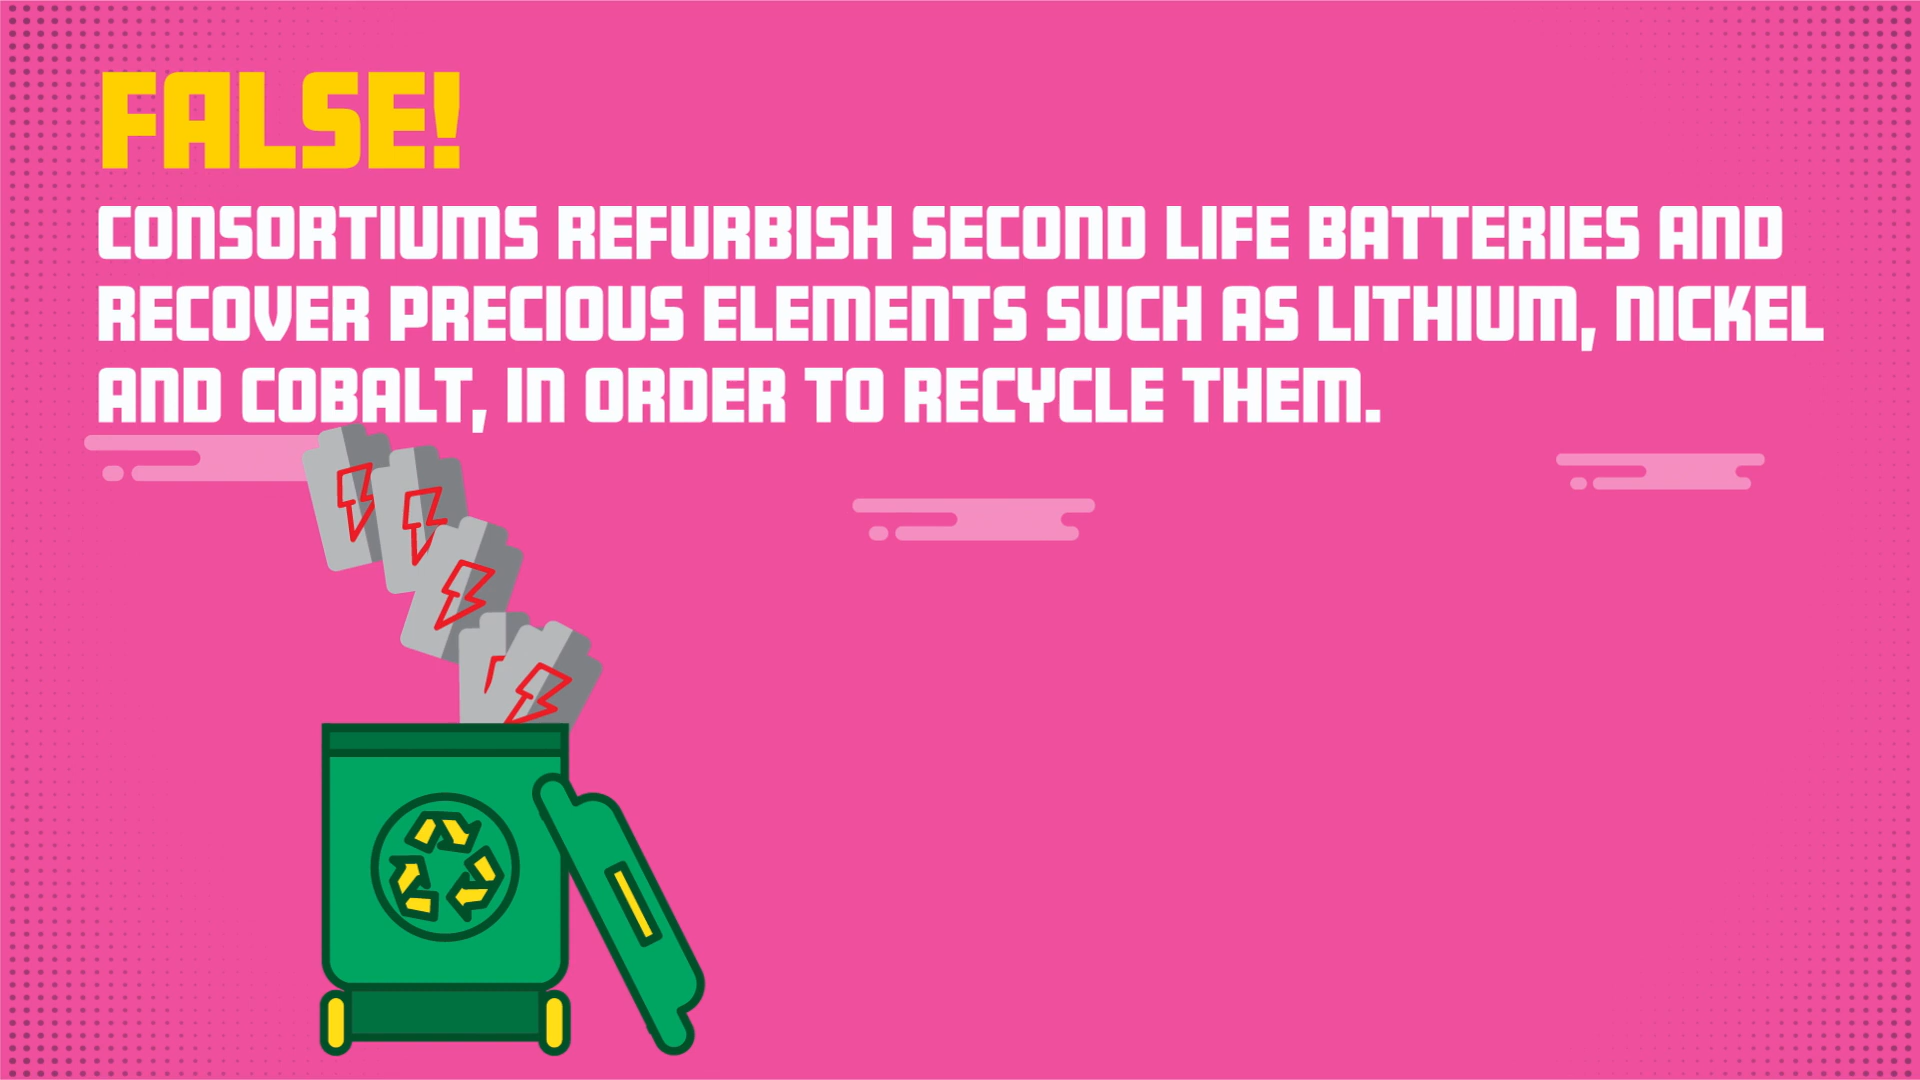 FALSE!
CONSORTIUMS REFURBISH SECOND LIFE BATTERIES AND
RECOVER PRECIOUS ELEMENTS SUCH AS LITHIUM, NICKEL
AND COBALT, IN ORDER TO RECYCLE THEM.